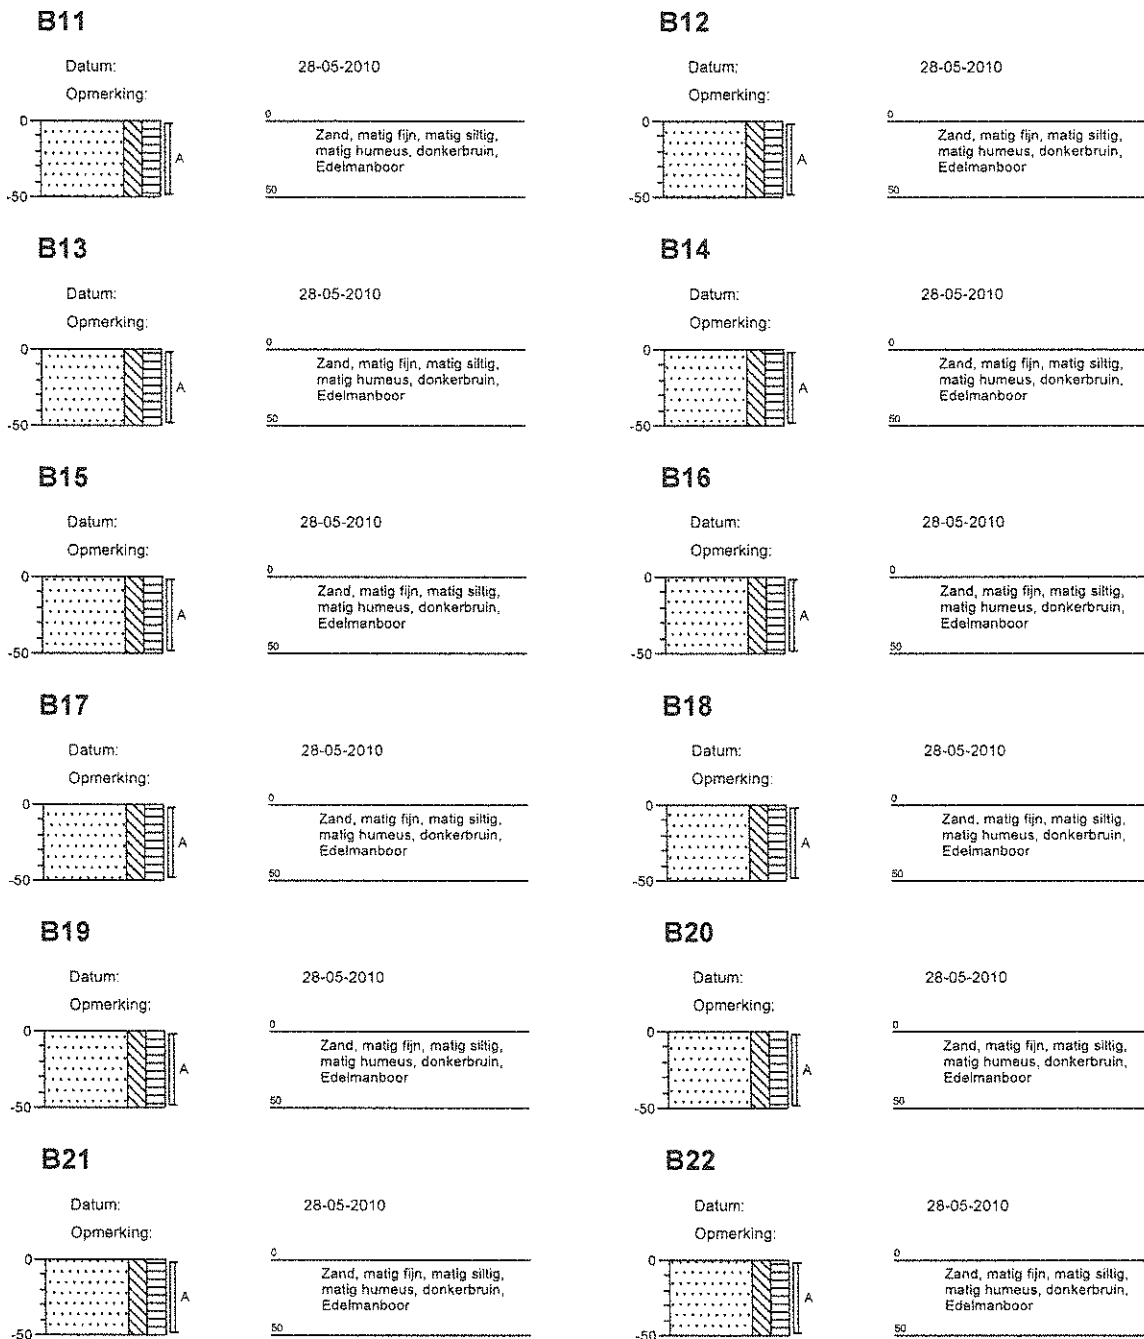 B11
Datum: 28-05-2010
Opmerking:
0
-50
A
0
Zand, matig fijn, matig siltig,
matig humeus, donkerbruin,
Edelmanboor
50
B12
Datum: 28-05-2010
Opmerking:
0
-50
A
0
Zand, matig fijn, matig siltig,
matig humeus, donkerbruin,
Edelmanboor
50
B13
Datum: 28-05-2010
Opmerking:
0
-50
A
0
Zand, matig fijn, matig siltig,
matig humeus, donkerbruin,
Edelmanboor
50
B14
Datum: 28-05-2010
Opmerking:
0
-50
A
0
Zand, matig fijn, matig siltig,
matig humeus, donkerbruin,
Edelmanboor
50
B15
Datum: 28-05-2010
Opmerking:
0
-50
A
0
Zand, matig fijn, matig siltig,
matig humeus, donkerbruin,
Edelmanboor
50
B16
Datum: 28-05-2010
Opmerking:
0
-50
A
0
Zand, matig fijn, matig siltig,
matig humeus, donkerbruin,
Edelmanboor
50
B17
Datum: 28-05-2010
Opmerking:
0
-50
A
0
Zand, matig fijn, matig siltig,
matig humeus, donkerbruin,
Edelmanboor
50
B18
Datum: 28-05-2010
Opmerking:
0
-50
A
0
Zand, matig fijn, matig siltig,
matig humeus, donkerbruin,
Edelmanboor
50
B19
Datum: 28-05-2010
Opmerking:
0
-50
A
0
Zand, matig fijn, matig siltig,
matig humeus, donkerbruin,
Edelmanboor
50
B20
Datum: 28-05-2010
Opmerking:
0
-50
A
0
Zand, matig fijn, matig siltig,
matig humeus, donkerbruin,
Edelmanboor
50
B21
Datum: 28-05-2010
Opmerking:
0
-50
A
0
Zand, matig fijn, matig siltig,
matig humeus, donkerbruin,
Edelmanboor
50
B22
Datum: 28-05-2010
Opmerking:
0
-50
A
0
Zand, matig fijn, matig siltig,
matig humeus, donkerbruin,
Edelmanboor
50